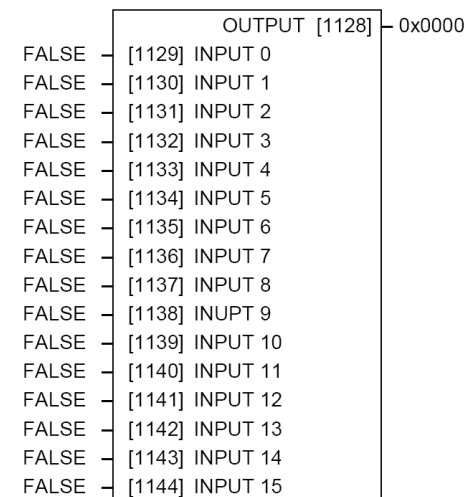 OUTPUT [1128] 0x0000
FALSE [1129] INPUT 0
FALSE [1130] INPUT 1
FALSE [1131] INPUT 2
FALSE [1132] INPUT 3
FALSE [1133] INPUT 4
FALSE [1134] INPUT 5
FALSE [1135] INPUT 6
FALSE [1136] INPUT 7
FALSE [1137] INPUT 8
FALSE [1138] INUPT 9
FALSE [1139] INPUT 10
FALSE [1140] INPUT 11
FALSE [1141] INPUT 12
FALSE [1142] INPUT 13
FALSE [1143] INPUT 14
FALSE [1144] INPUT 15